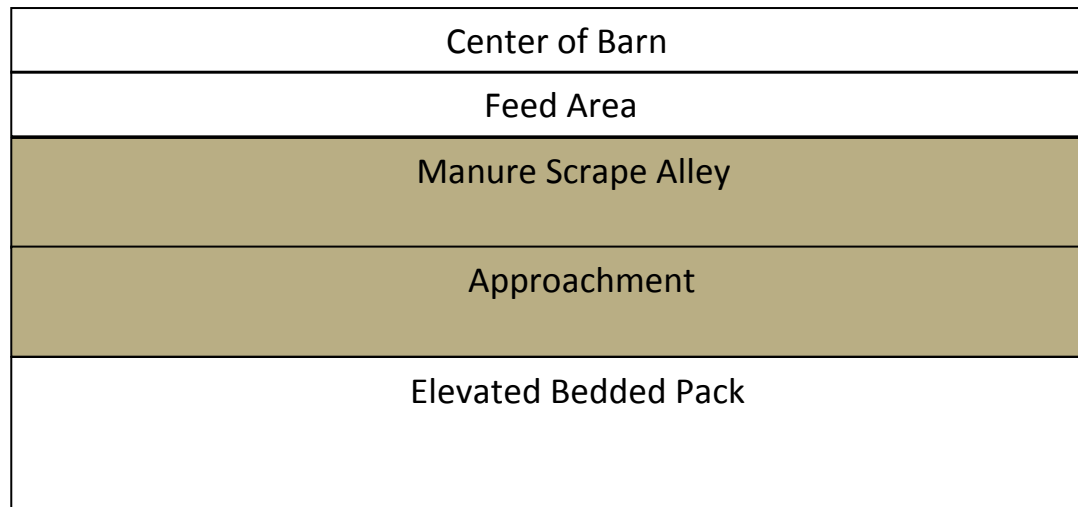 Center of Barn
Feed Area
Manure Scrape Alley
Approachment
Elevated Bedded Pack